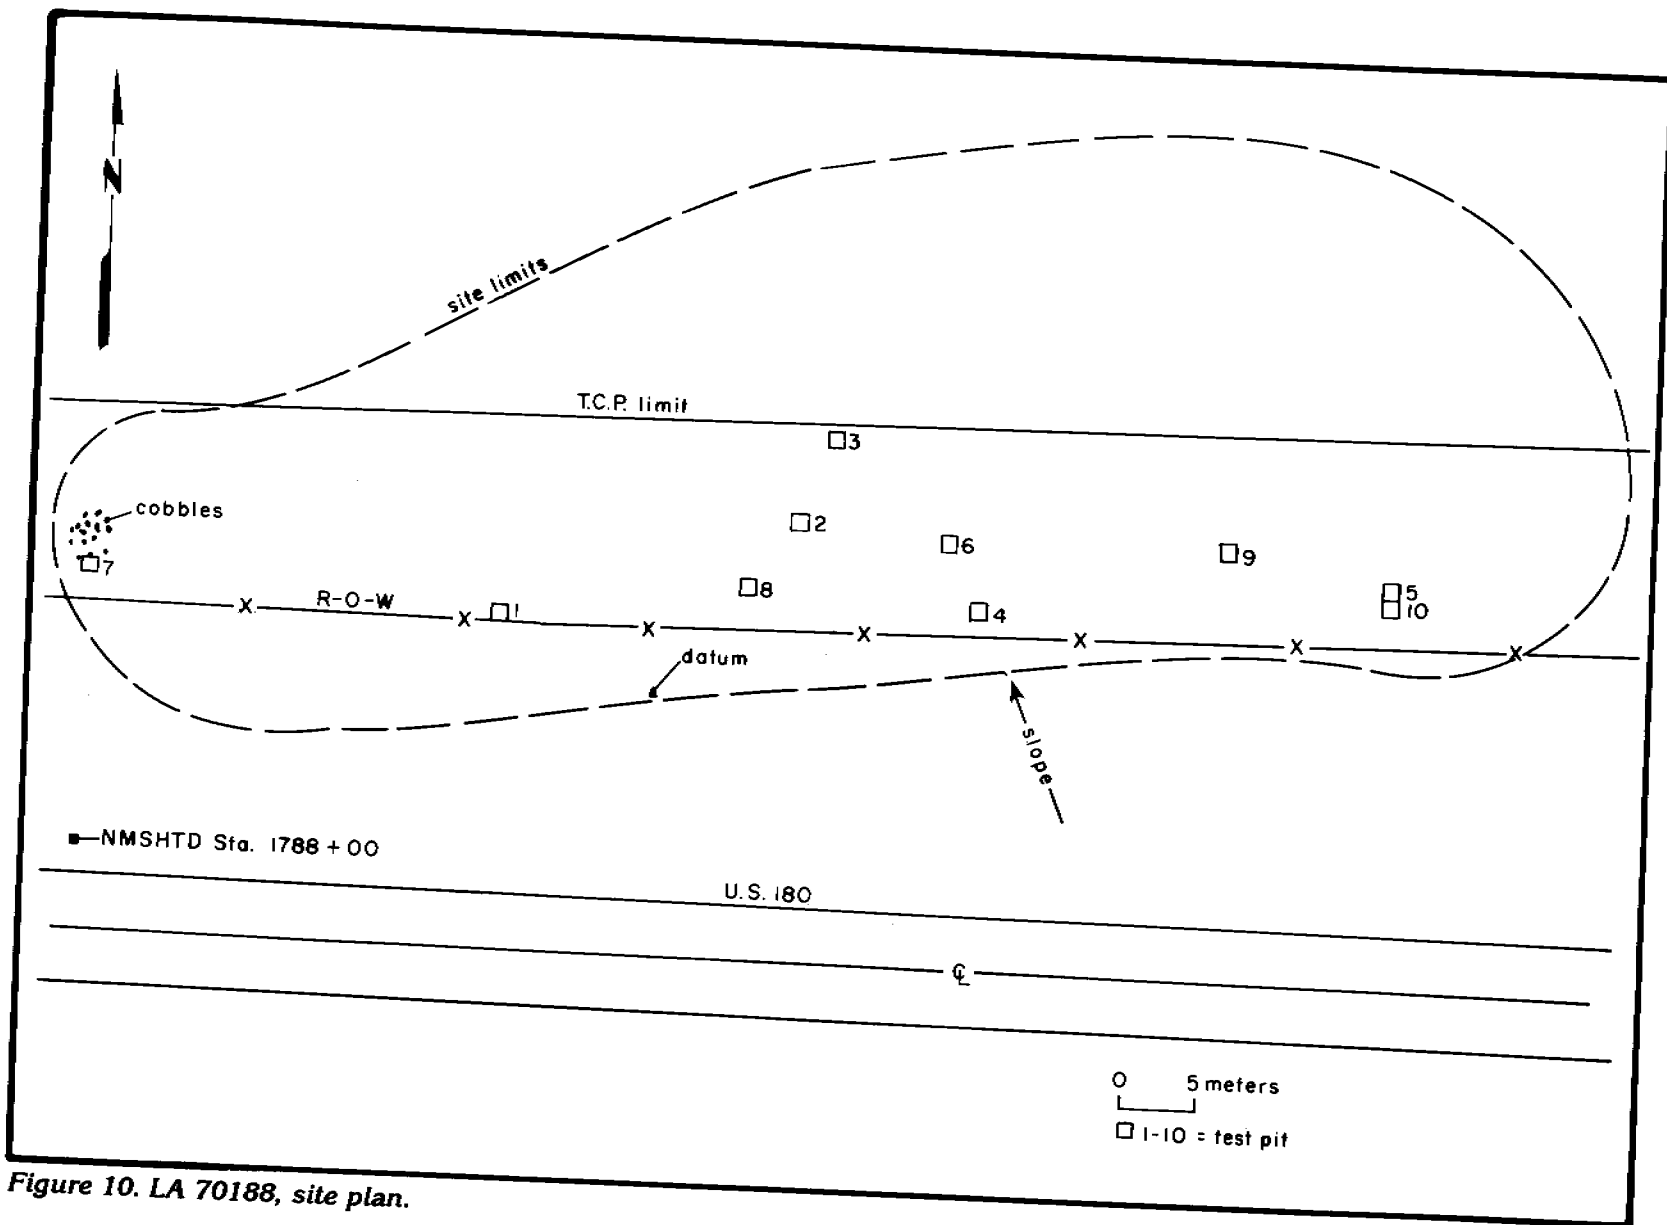 N
site limits
T.C.P. limit
3
cobbles
2
6
9
7
8
5
R-O-W
1
4
10
X X X X X X X
datum
slope
NMSHTD Sta. 1788 + 00
U.S. 180
℄
0 5 meters
1-10 = test pit
Figure 10. LA 70188, site plan.